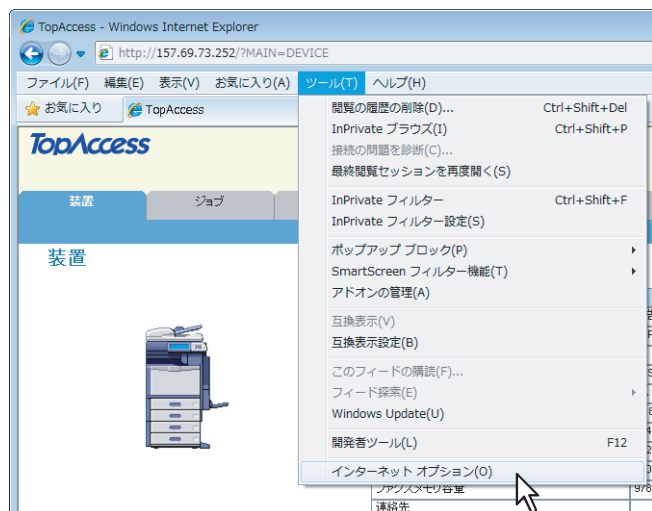 TopAccess - Windows Internet Explorer
http://157.69.73.252/?MAIN=DEVICE
ファイル(F) 編集(E) 表示(V) お気に入り(A) ツール(T) ヘルプ(H)
お気に入り TopAccess
TopAccess
装置 ジョブ
装置
閲覧の履歴の削除(D)... Ctrl+Shift+Del
InPrivate ブラウズ(I) Ctrl+Shift+P
接続の問題を診断(C)...
最終閲覧セッションを再度開く(S)
InPrivate フィルター Ctrl+Shift+F
InPrivate フィルター設定(S)
ポップアップ ブロック(P)
SmartScreen フィルター機能(T)
アドオンの管理(A)
互換表示(V)
互換表示設定(B)
このフィードの購読(F)...
フィード探索(E)
Windows Update(U)
開発者ツール(L) F12
インターネット オプション(O)
ファクスメモリ容量 978
連絡先